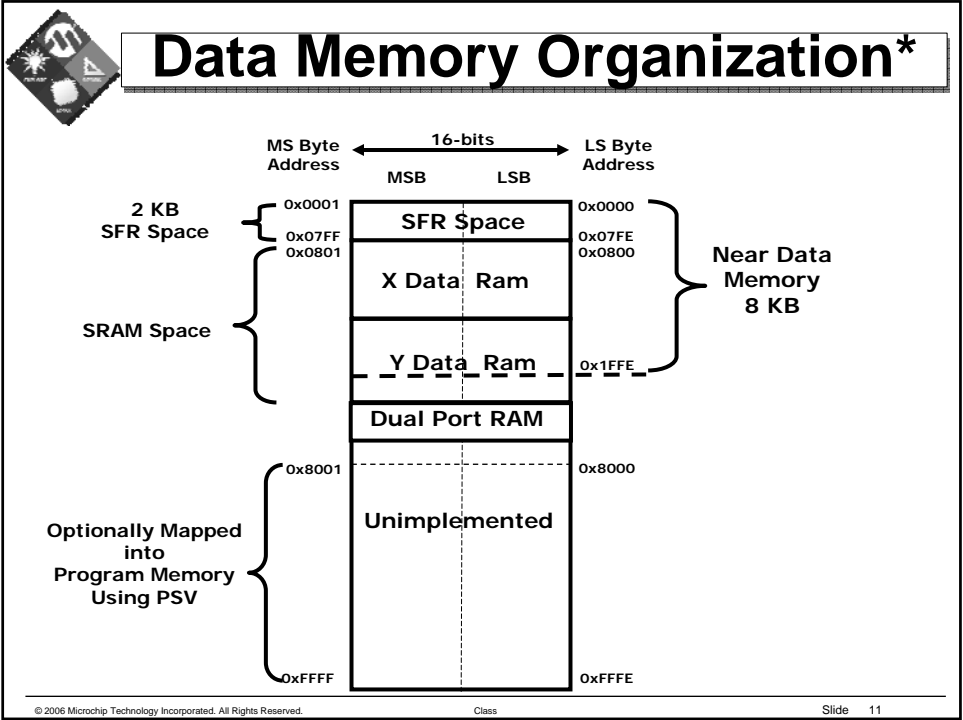 Data Memory Organization*
MS Byte
Address
16-bits
LS Byte
Address
MSB
LSB
2 KB
SFR Space
0x0001
SFR Space
0x0000
0x07FF
0x07FE
0x0801
0x0800
X Data Ram
Near Data
Memory
8 KB
SRAM Space
Y Data Ram
0x1FFE
Dual Port RAM
0x8001
0x8000
Unimplemented
Optionally Mapped
into
Program Memory
Using PSV
0xFFFF
0xFFFE
© 2006 Microchip Technology Incorporated. All Rights Reserved.
Class
Slide 11